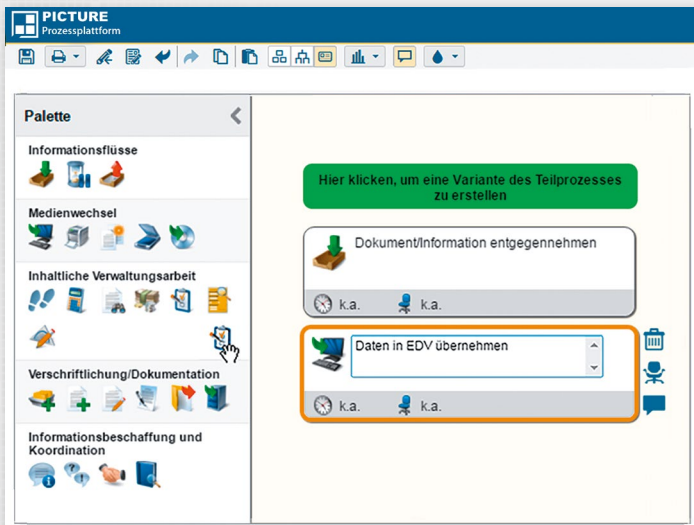 PICTURE
Prozessplattform
Palette
Informationsflüsse
Medienwechsel
Inhaltliche Verwaltungsarbeit
Verschriftlichung/Dokumentation
Informationsbeschaffung und
Koordination
Hier klicken, um eine Variante des Teilprozesses
zu erstellen
Dokument/Information entgegennehmen
k.a. k.a.
Daten in EDV übernehmen
k.a. k.a.